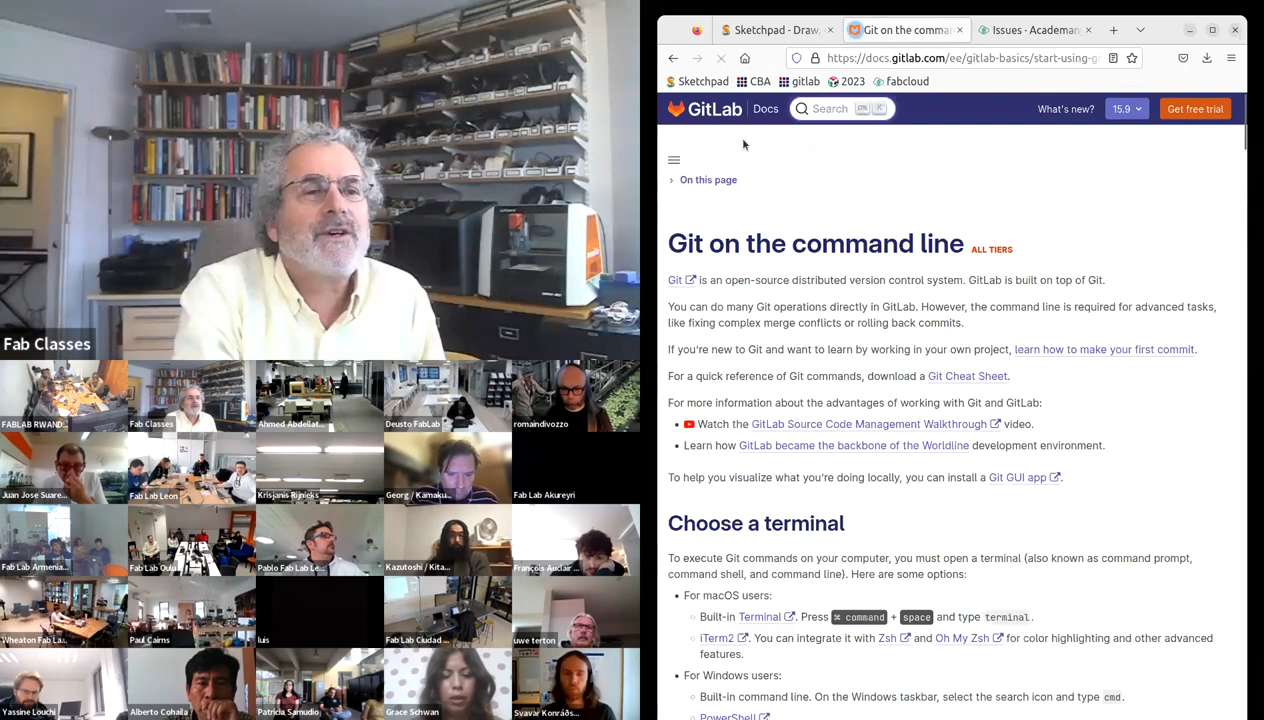 Fab Classes
FABLAB RWAND...
Fab Classes
Ahmed Abdellat...
Deusto FabLab
romaindivozzo
Juan Jose Suare...
Fab Lab Leon
Krisjanis Rijnieks
Georg / Kamaku...
Fab Lab Akureyri
Fab Lab Armenia...
Fab Lab Oulu
Pablo Fab Lab Le...
Kazutoshi / Kita...
François Auclair ...
Wheaton Fab La...
Paul Cairns
luis
Fab Lab Ciudad ...
uwe terton
Yassine Louchi
Alberto Cohaila
Patricia Samudio
Grace Schwan
Svavar Konráðs...
Sketchpad - Draw,
Git on the comma
Issues · Academan
https://docs.gitlab.com/ee/gitlab-basics/start-using-g
Sketchpad
CBA
gitlab
2023
fabcloud
GitLab
Docs
Search
CTRL K
What's new?
15.9
Get free trial
On this page
Git on the command line ALL TIERS
Git is an open-source distributed version control system. GitLab is built on top of Git.
You can do many Git operations directly in GitLab. However, the command line is required for advanced tasks,
like fixing complex merge conflicts or rolling back commits.
If you're new to Git and want to learn by working in your own project, learn how to make your first commit.
For a quick reference of Git commands, download a Git Cheat Sheet.
For more information about the advantages of working with Git and GitLab:
• Watch the GitLab Source Code Management Walkthrough video.
• Learn how GitLab became the backbone of the Worldline development environment.
To help you visualize what you're doing locally, you can install a Git GUI app.
Choose a terminal
To execute Git commands on your computer, you must open a terminal (also known as command prompt,
command shell, and command line). Here are some options:
• For macOS users:
Built-in Terminal. Press ⌘ command + space and type terminal.
iTerm2. You can integrate it with Zsh and Oh My Zsh for color highlighting and other advanced
features.
• For Windows users:
Built-in command line. On the Windows taskbar, select the search icon and type cmd.
PowerShell